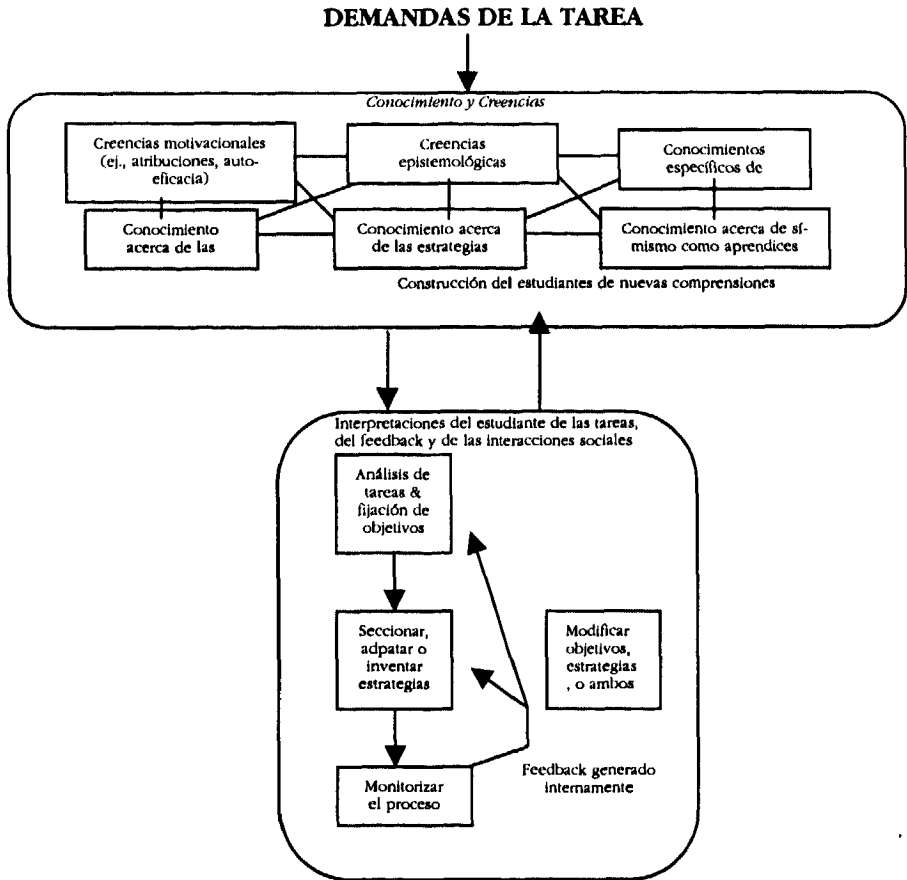 DEMANDAS DE LA TAREA
Conocimiento y Creencias
Creencias motivacionales
(ej., atribuciones, auto-
eficacia)
Creencias
epistemológicas
Conocimientos
específicos de
Conocimiento
acerca de las
Conocimiento acerca
de las estrategias
Conocimiento acerca de sí-
mismo como aprendices
Construcción del estudiantes de nuevas comprensiones
Interpretaciones del estudiante de las tareas,
del feedback y de las interacciones sociales
Análisis de
tareas &
fijación de
objetivos
Seccionar,
adpatar o
inventar
estrategias
Modificar
objetivos,
estrategias
, o ambos
Monitorizar
el proceso
Feedback generado
internamente